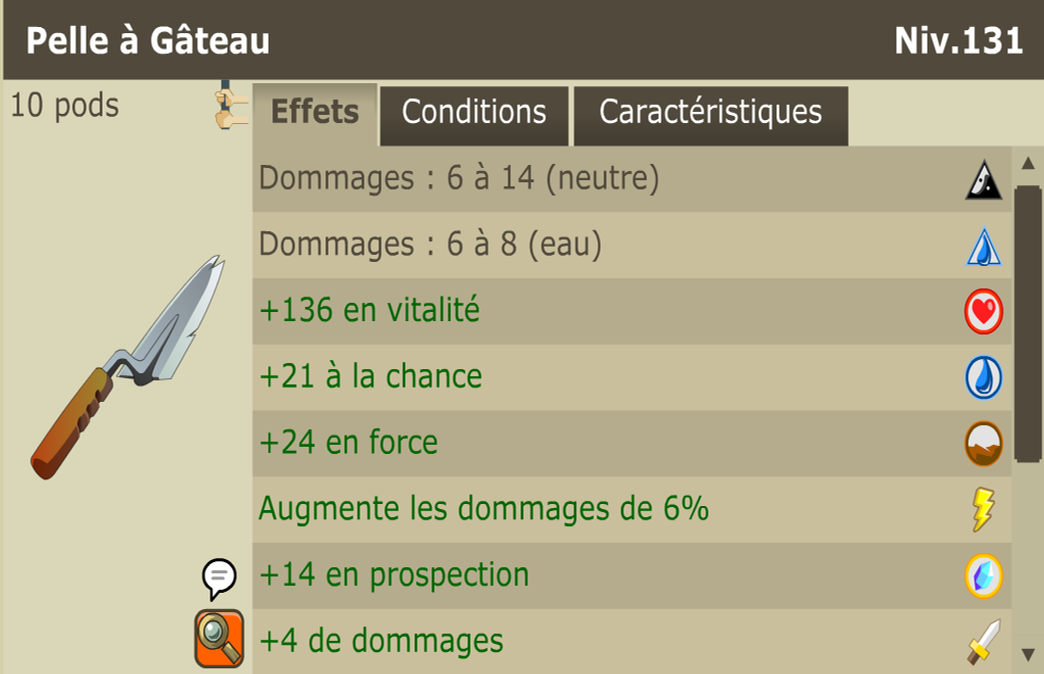 Pelle à Gâteau
Niv.131
10 pods
Effets
Conditions
Caractéristiques
Dommages : 6 à 14 (neutre)
Dommages : 6 à 8 (eau)
+136 en vitalité
+21 à la chance
+24 en force
Augmente les dommages de 6%
+14 en prospection
+4 de dommages